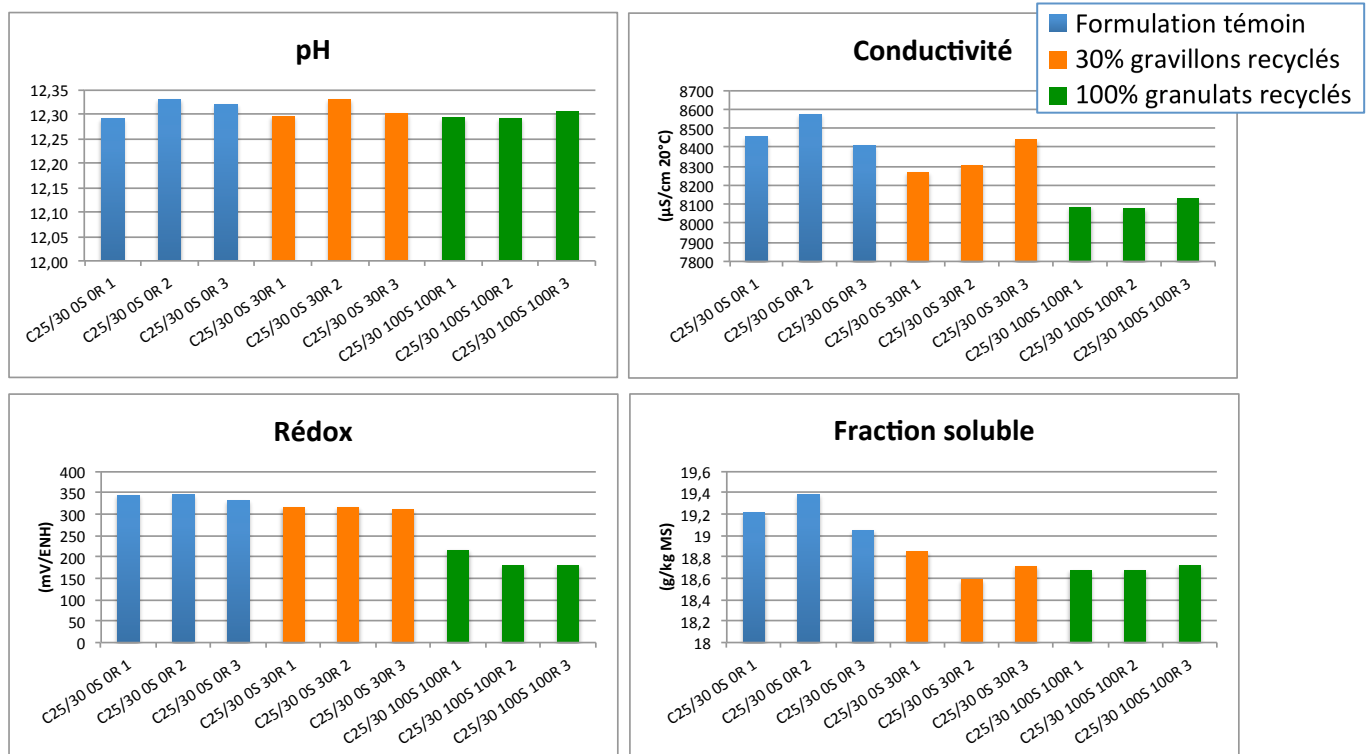 Formulation témoin
30% gravillons recyclés
100% granulats recyclés
pH
12,35
12,30
12,25
12,20
12,15
12,10
12,05
12,00
C25/30 0S 0R 1
C25/30 0S 0R 2
C25/30 0S 0R 3
C25/30 0S 30R 1
C25/30 0S 30R 2
C25/30 0S 30R 3
C25/30 100S 100R 1
C25/30 100S 100R 2
C25/30 100S 100R 3
Conductivité
(µS/cm 20°C)
8700
8600
8500
8400
8300
8200
8100
8000
7900
7800
C25/30 0S 0R 1
C25/30 0S 0R 2
C25/30 0S 0R 3
C25/30 0S 30R 1
C25/30 0S 30R 2
C25/30 0S 30R 3
C25/30 100S 100R 1
C25/30 100S 100R 2
C25/30 100S 100R 3
Rédox
(mV/ENH)
400
350
300
250
200
150
100
50
0
C25/30 0S 0R 1
C25/30 0S 0R 2
C25/30 0S 0R 3
C25/30 0S 30R 1
C25/30 0S 30R 2
C25/30 0S 30R 3
C25/30 100S 100R 1
C25/30 100S 100R 2
C25/30 100S 100R 3
Fraction soluble
(g/kg MS)
19,6
19,4
19,2
19
18,8
18,6
18,4
18,2
18
C25/30 0S 0R 1
C25/30 0S 0R 2
C25/30 0S 0R 3
C25/30 0S 30R 1
C25/30 0S 30R 2
C25/30 0S 30R 3
C25/30 100S 100R 1
C25/30 100S 100R 2
C25/30 100S 100R 3